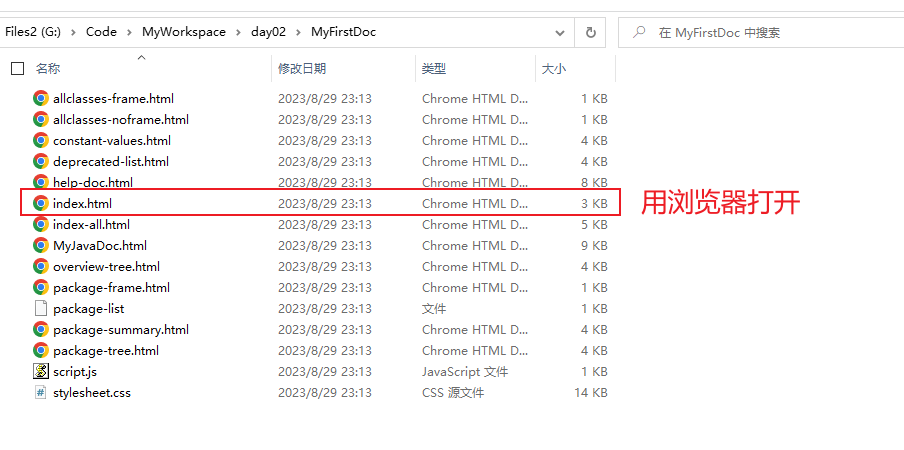 Files2 (G:) > Code > MyWorkspace > day02 > MyFirstDoc 在 MyFirstDoc 中搜索
名称 修改日期 类型 大小
allclasses-frame.html 2023/8/29 23:13 Chrome HTML D... 1 KB
allclasses-noframe.html 2023/8/29 23:13 Chrome HTML D... 1 KB
constant-values.html 2023/8/29 23:13 Chrome HTML D... 4 KB
deprecated-list.html 2023/8/29 23:13 Chrome HTML D... 4 KB
help-doc.html 2023/8/29 23:13 Chrome HTML D... 8 KB
index.html 2023/8/29 23:13 Chrome HTML D... 3 KB 用浏览器打开
index-all.html 2023/8/29 23:13 Chrome HTML D... 5 KB
MyJavaDoc.html 2023/8/29 23:13 Chrome HTML D... 9 KB
overview-tree.html 2023/8/29 23:13 Chrome HTML D... 4 KB
package-frame.html 2023/8/29 23:13 Chrome HTML D... 1 KB
package-list 2023/8/29 23:13 文件 1 KB
package-summary.html 2023/8/29 23:13 Chrome HTML D... 4 KB
package-tree.html 2023/8/29 23:13 Chrome HTML D... 4 KB
script.js 2023/8/29 23:13 JavaScript 文件 1 KB
stylesheet.css 2023/8/29 23:13 CSS 源文件 14 KB